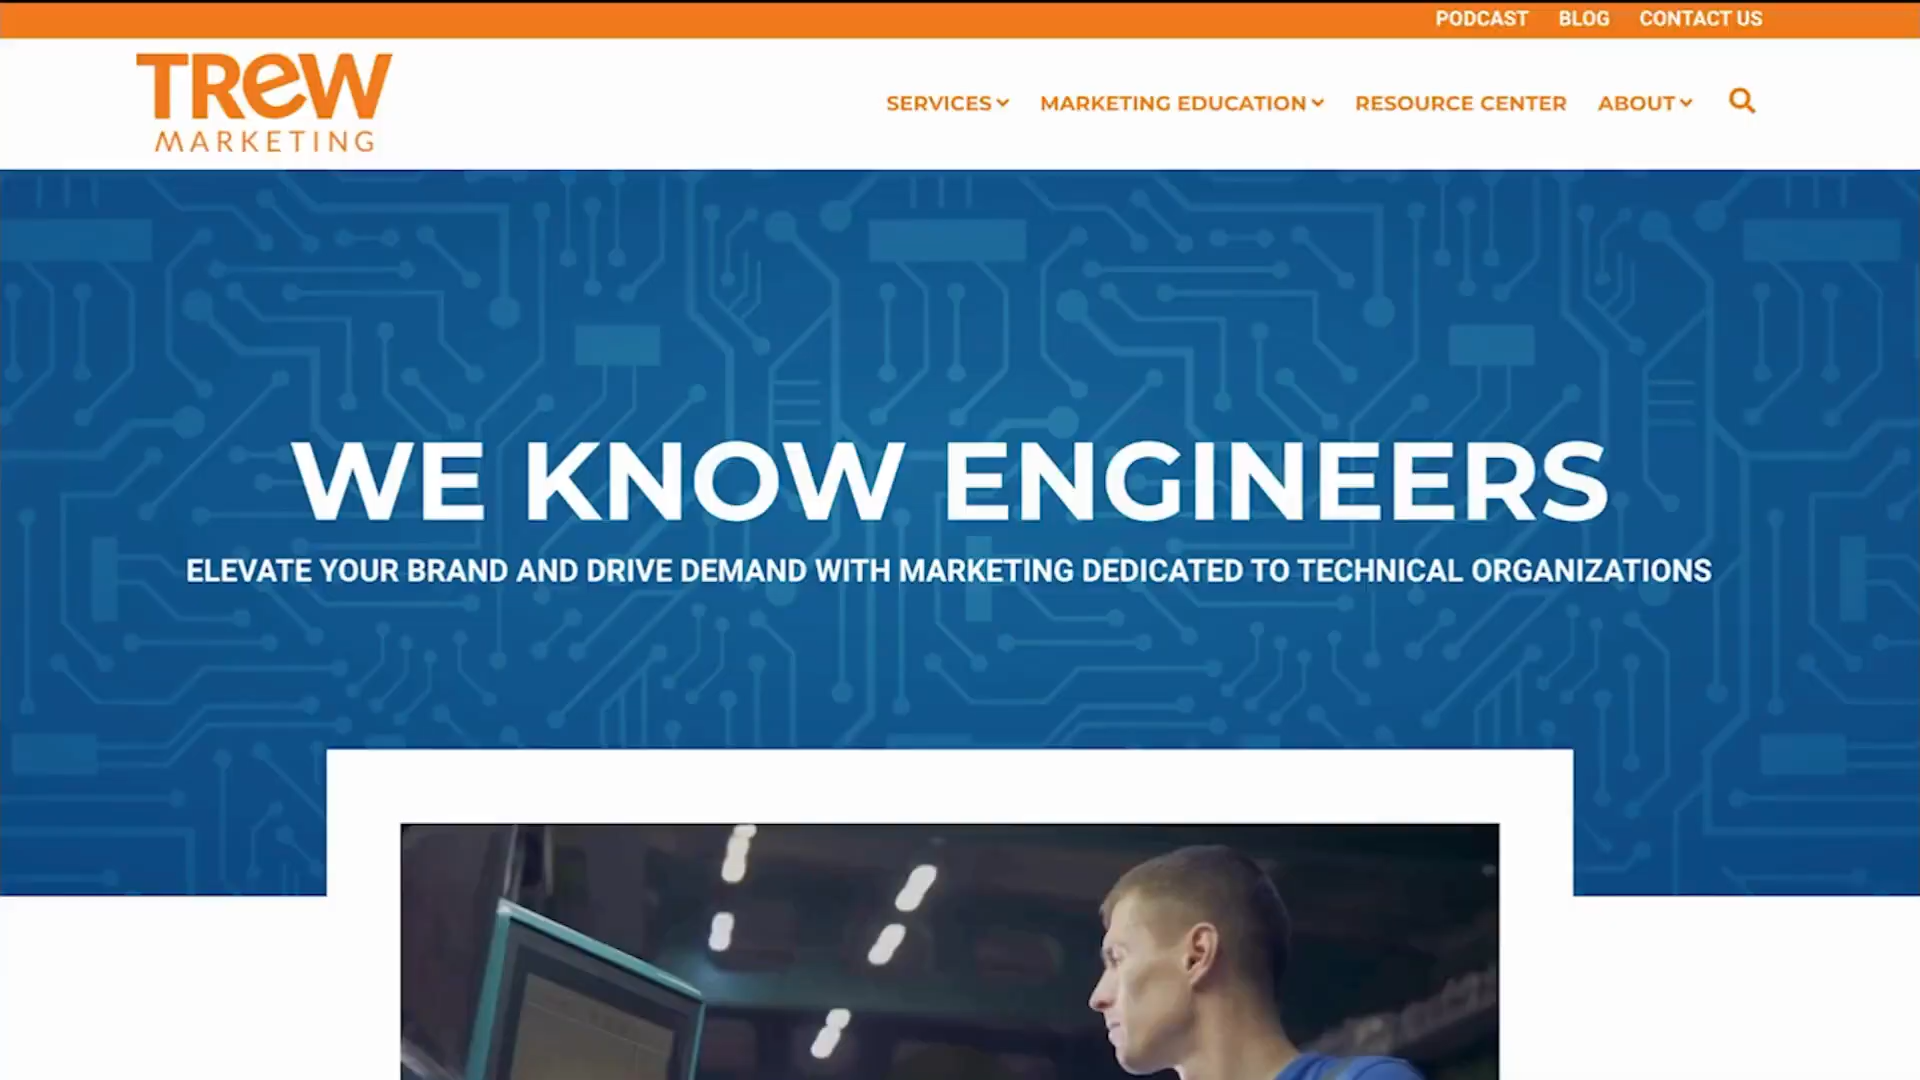 PODCAST BLOG CONTACT US
TREW
MARKETING
SERVICES MARKETING EDUCATION RESOURCE CENTER ABOUT
WE KNOW ENGINEERS
ELEVATE YOUR BRAND AND DRIVE DEMAND WITH MARKETING DEDICATED TO TECHNICAL ORGANIZATIONS